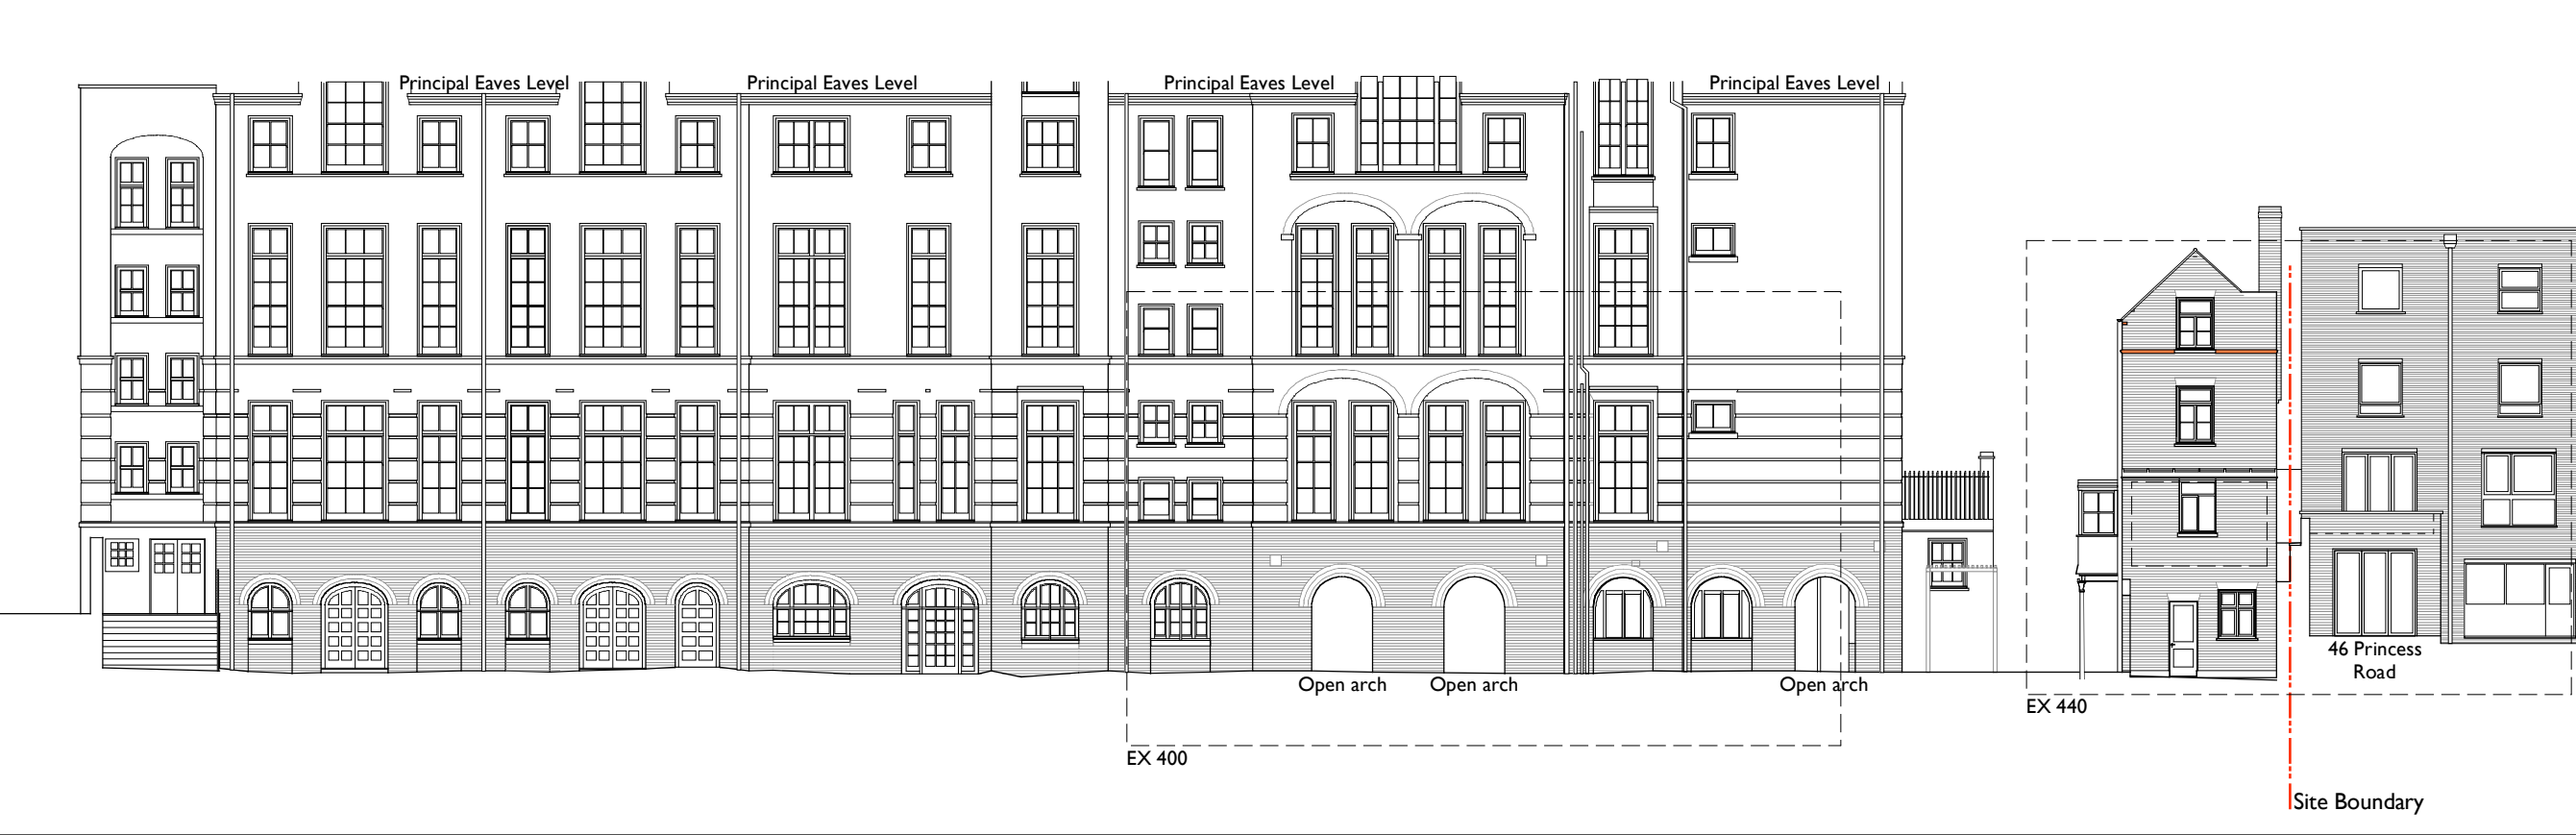 Principal Eaves Level
Principal Eaves Level
Principal Eaves Level
Principal Eaves Level
46 Princess
Road
Open arch
Open arch
Open arch
EX 440
EX 400
Site Boundary